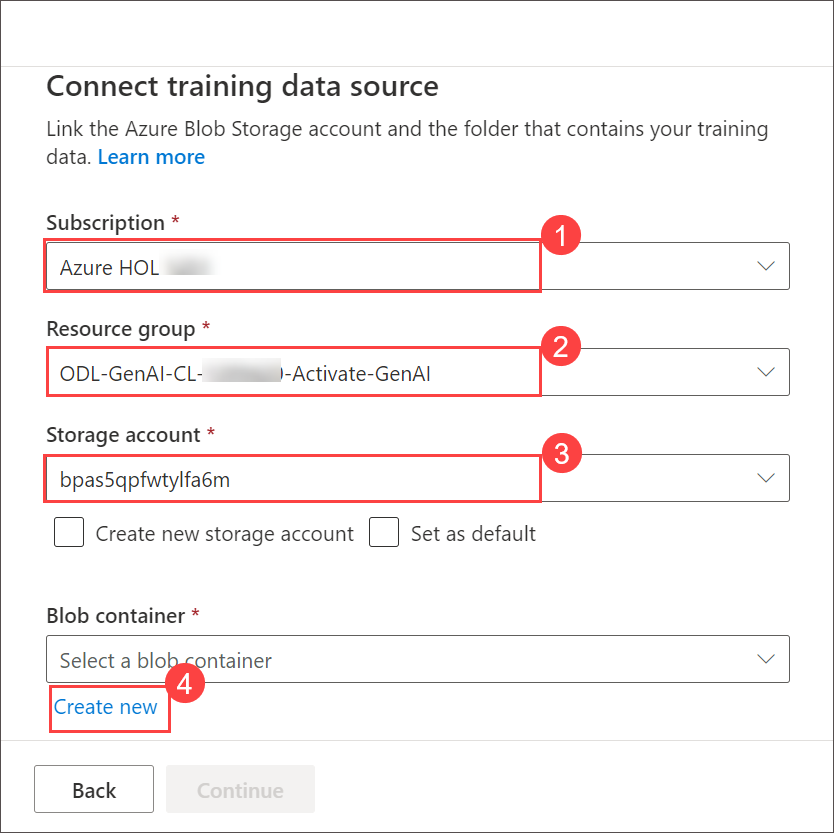 Connect training data source
Link the Azure Blob Storage account and the folder that contains your training
data. Learn more
Subscription *
1
Azure HOL
Resource group *
2
ODL-GenAI-CL- -Activate-GenAI
Storage account *
3
bpas5qpfwtylfa6m
Create new storage account Set as default
Blob container *
Select a blob container
4
Create new
Back Continue